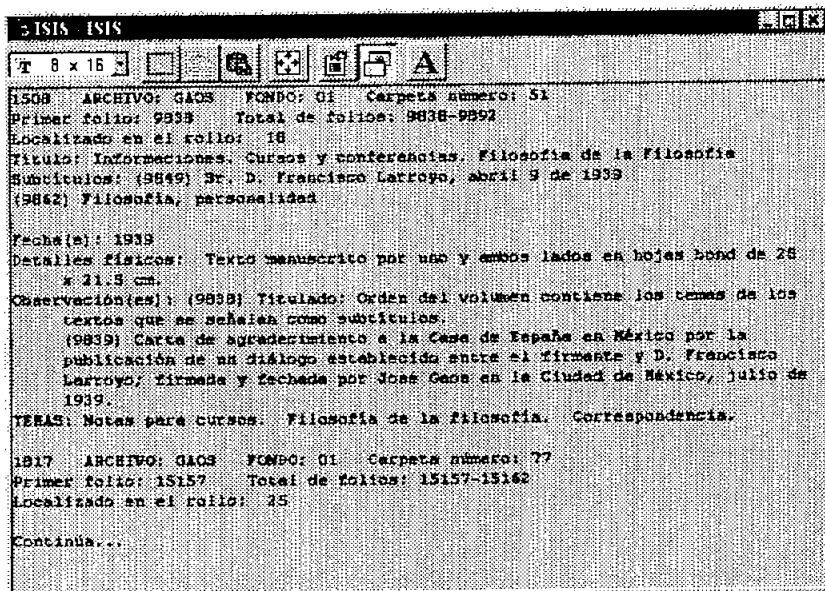 ISIS ISIS
T 8 x 16 A
1508 ARCHIVO: GAOS FONDO: 01 Carpeta número: 51
Primer folio: 9838 Total de folios: 9838-9892
Localizado en el rollo: 18
Título: Informaciones. Cursos y conferencias. Filosofía de la Filosofía
Subtítulos: (9849) Sr. D. Francisco Larroyo, abril 9 de 1939
(9862) Filosofía, personalidad
Fecha(s): 1939
Detalles físicos: Texto manuscrito por uno y ambos lados en hojas bond de 28
x 21.5 cm.
Observación(es): (9838) Titulado: Orden del volumen contiene los temas de los
textos que se señalan como subtítulos.
(9839) Carta de agradecimiento a la Casa de España en México por la
publicación de un diálogo establecido entre el firmante y D. Francisco
Larroyo, firmada y fechada por José Gaos en la Ciudad de México, julio de
1939.
TEMAS: Notas para cursos. Filosofía de la filosofía. Correspondencia.
1817 ARCHIVO: GAOS FONDO: 01 Carpeta número: 77
Primer folio: 15157 Total de folios: 15157-15162
Localizado en el rollo: 25
Continúa...